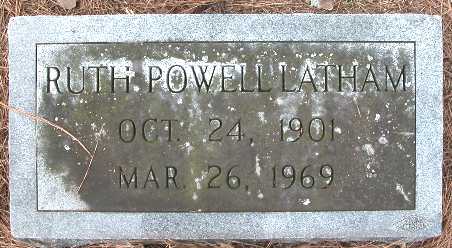 RUTH POWELL LATHAM
OCT. 24, 1901
MAR. 26, 1969